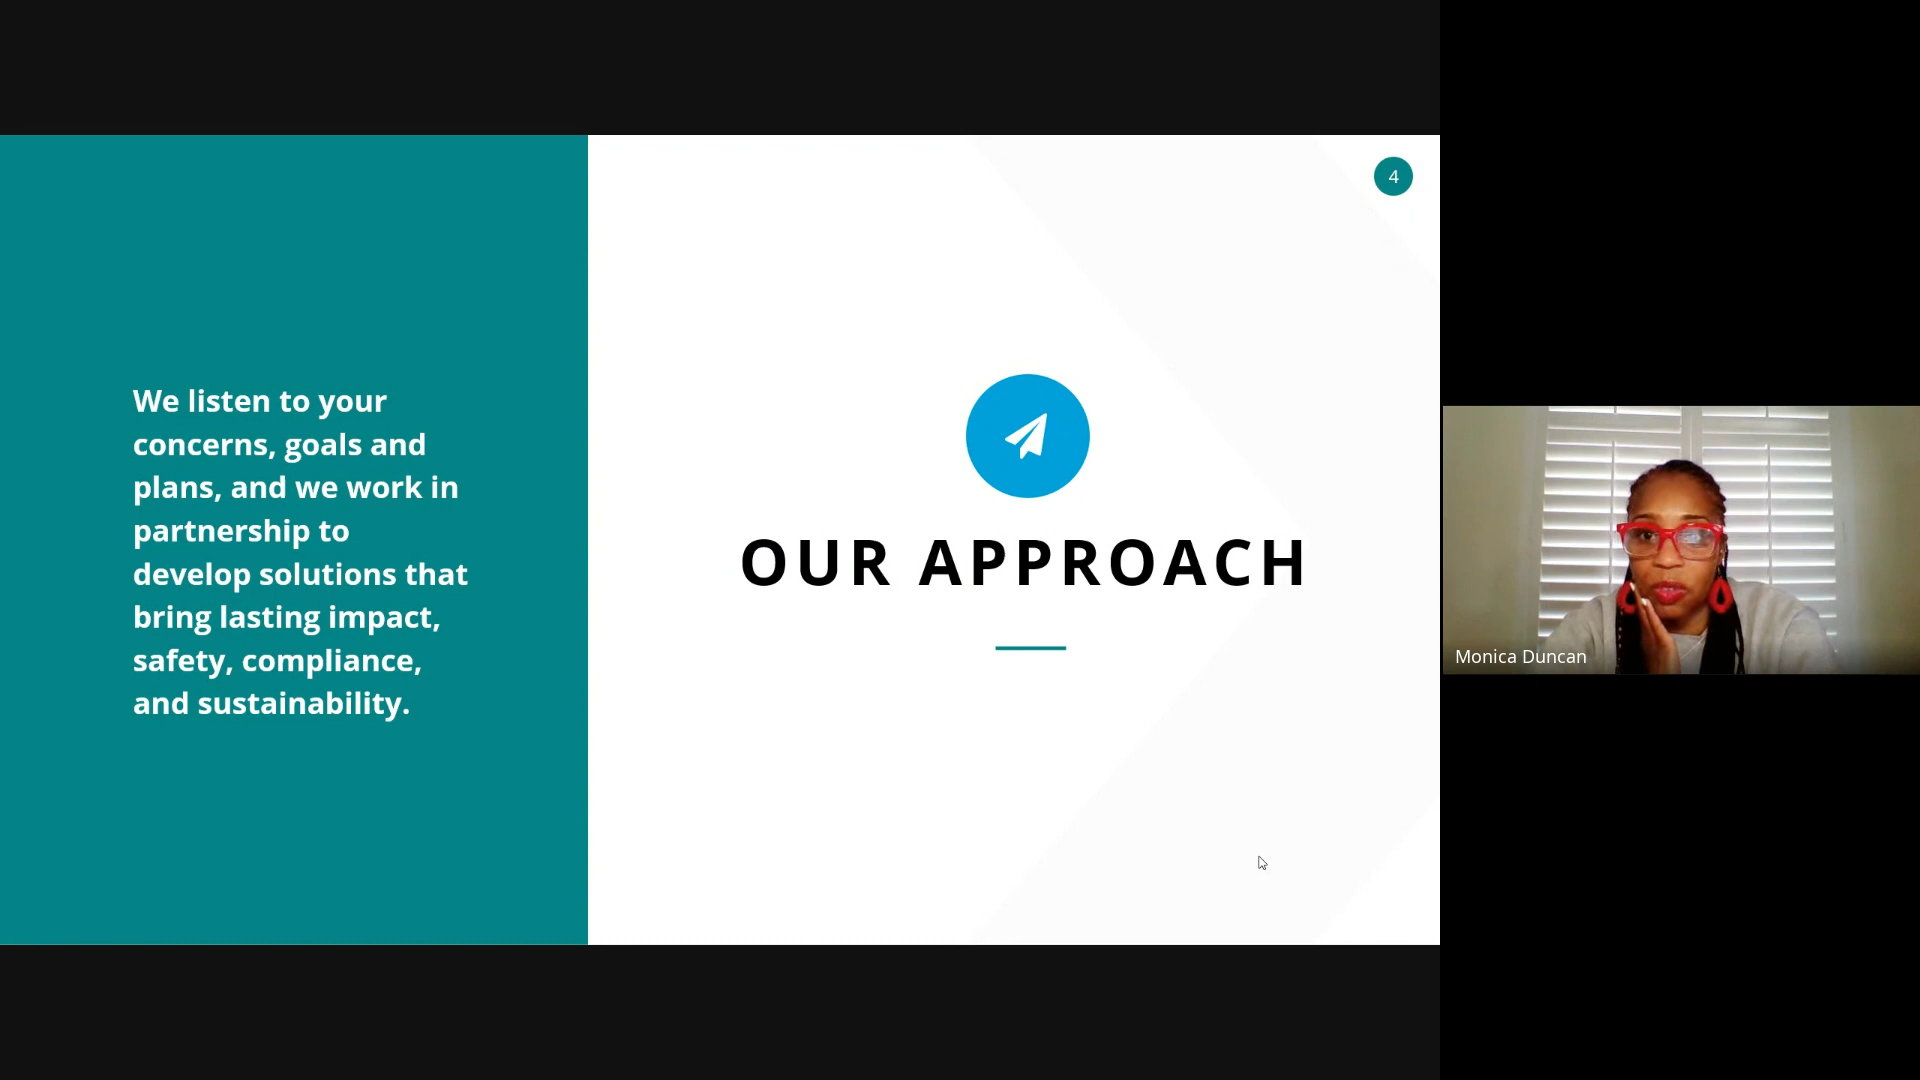 We listen to your
concerns, goals and
plans, and we work in
partnership to
develop solutions that
bring lasting impact,
safety, compliance,
and sustainability.
4
OUR APPROACH
Monica Duncan